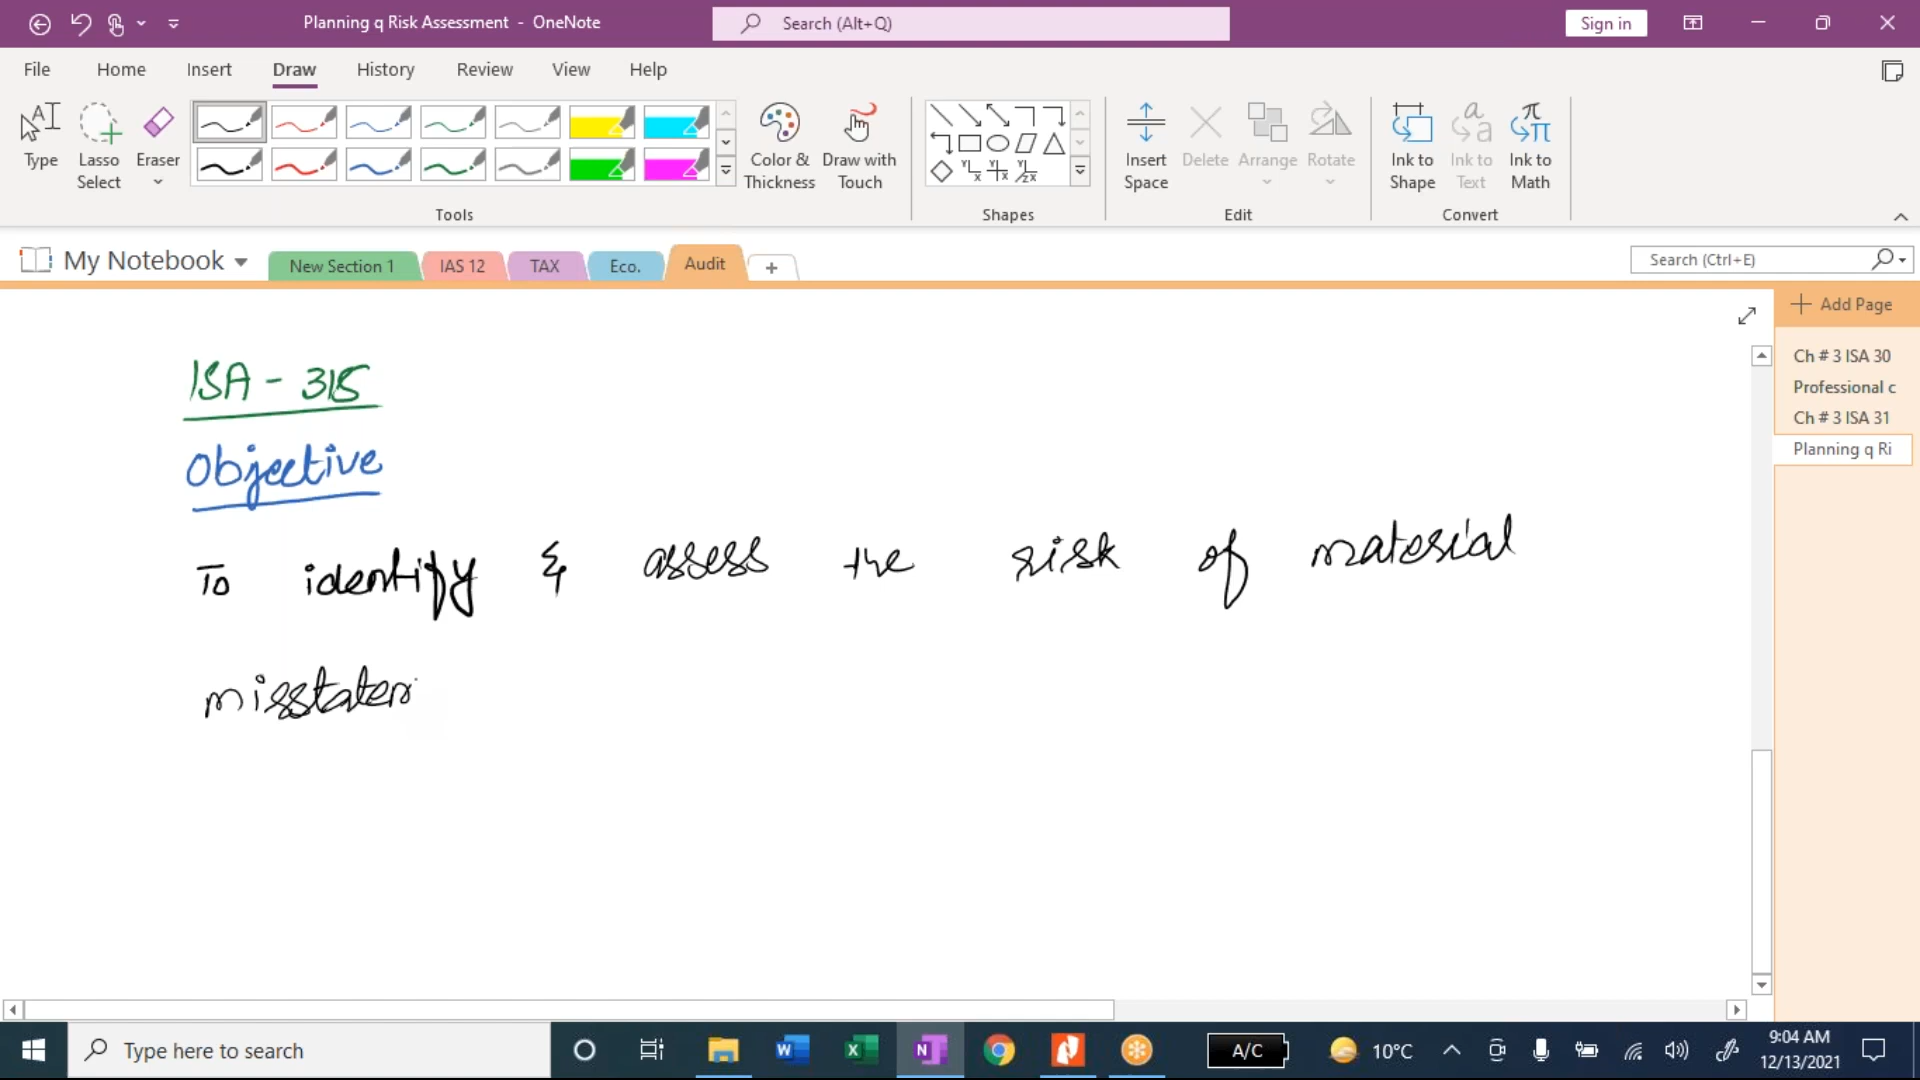 Planning q Risk Assessment - OneNote
Search (Alt+Q)
Sign in
File Home Insert Draw History Review View Help
Type
Lasso Select
Eraser
Color & Thickness
Draw with Touch
Insert Space
Delete
Arrange
Rotate
Ink to Shape
Ink to Text
Ink to Math
Tools Shapes Edit Convert
My Notebook
New Section 1 IAS 12 TAX Eco. Audit
Search (Ctrl+E)
Add Page
Ch # 3 ISA 30
Professional c
Ch # 3 ISA 31
Planning q Ri
ISA - 315
Objective
To identify & assess the risk of material
misstatem
Type here to search
A/C
10°C
9:04 AM
12/13/2021